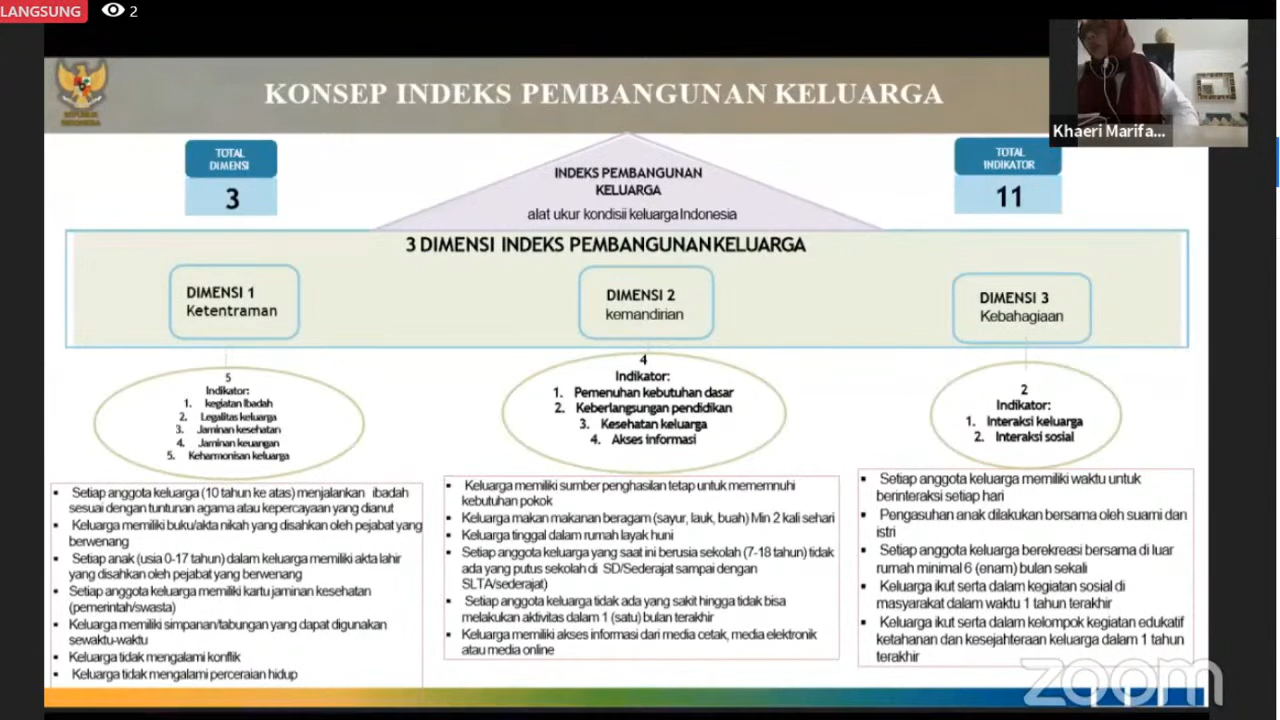 LANGSUNG
2
KONSEP INDEKS PEMBANGUNAN KELUARGA
REPUBLIK
INDONESIA
Khaeri Marifa...
TOTAL
DIMENSI
3
INDEKS PEMBANGUNAN
KELUARGA
alat ukur kondisii keluarga Indonesia
TOTAL
INDIKATOR
11
3 DIMENSI INDEKS PEMBANGUNAN KELUARGA
DIMENSI 1
Ketentraman
DIMENSI 2
kemandirian
DIMENSI 3
Kebahagiaan
5
Indikator:
1. kegiatan ibadah
2. Legalitas keluarga
3. Jaminan kesehatan
4. Jaminan keuangan
5. Keharmonisan keluarga
4
Indikator:
1. Pemenuhan kebutuhan dasar
2. Keberlangsungan pendidikan
3. Kesehatan keluarga
4. Akses informasi
2
Indikator:
1. Interaksi keluarga
2. Interaksi sosial
▪ Setiap anggota keluarga (10 tahun ke atas) menjalankan ibadah
sesuai dengan tuntunan agama atau kepercayaan yang dianut
▪ Keluarga memiliki buku/akta nikah yang disahkan oleh pejabat yang
berwenang
▪ Setiap anak (usia 0-17 tahun) dalam keluarga memiliki akta lahir
yang disahkan oleh pejabat yang berwenang
▪ Setiap anggota keluarga memiliki kartu jaminan kesehatan
(pemerintah/swasta)
▪ Keluarga memiliki simpanan/tabungan yang dapat digunakan
sewaktu-waktu
▪ Keluarga tidak mengalami konflik
▪ Keluarga tidak mengalami perceraian hidup
▪ Keluarga memiliki sumber penghasilan tetap untuk mememnuhi
kebutuhan pokok
▪ Keluarga makan makanan beragam (sayur, lauk, buah) Min 2 kali sehari
▪ Keluarga tinggal dalam rumah layak huni
▪ Setiap anggota keluarga yang saat ini berusia sekolah (7-18 tahun) tidak
ada yang putus sekolah di SD/Sederajat sampai dengan
SLTA/sederajat)
▪ Setiap anggota keluarga tidak ada yang sakit hingga tidak bisa
melakukan aktivitas dalam 1 (satu) bulan terakhir
▪ Keluarga memiliki akses informasi dari media cetak, media elektronik
atau media online
▪ Setiap anggota keluarga memiliki waktu untuk
berinteraksi setiap hari
▪ Pengasuhan anak dilakukan bersama oleh suami dan
istri
▪ Setiap anggota keluarga berekreasi bersama di luar
rumah minimal 6 (enam) bulan sekali
▪ Keluarga ikut serta dalam kegiatan sosial di
masyarakat dalam waktu 1 tahun terakhir
▪ Keluarga ikut serta dalam kelompok kegiatan edukatif
ketahanan dan kesejahteraan keluarga dalam 1 tahun
terakhir
zoom